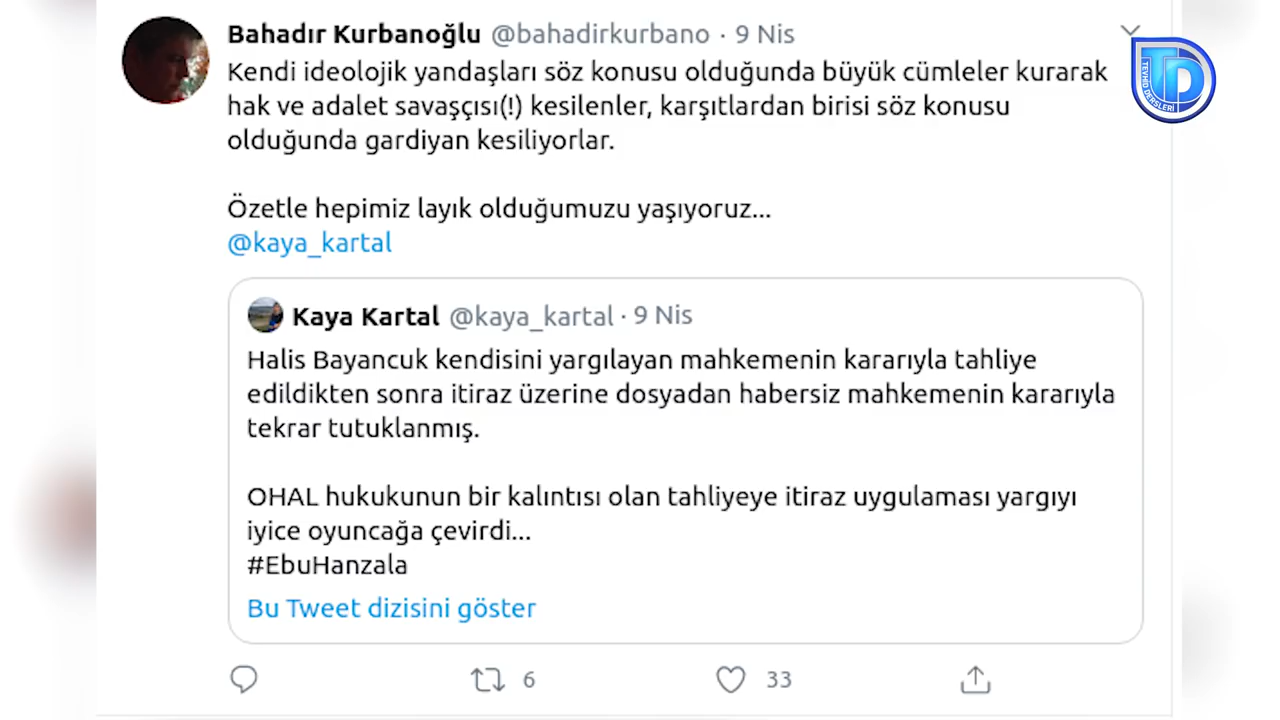 Bahadır Kurbanoğlu @bahadirkurbano · 9 Nis
Kendi ideolojik yandaşları söz konusu olduğunda büyük cümleler kurarak
hak ve adalet savaşçısı(!) kesilenler, karşıtlardan birisi söz konusu
olduğunda gardiyan kesiliyorlar.
Özetle hepimiz layık olduğumuzu yaşıyoruz...
@kaya_kartal
Kaya Kartal @kaya_kartal · 9 Nis
Halis Bayancuk kendisini yargılayan mahkemenin kararıyla tahliye
edildikten sonra itiraz üzerine dosyadan habersiz mahkemenin kararıyla
tekrar tutuklanmış.
OHAL hukukunun bir kalıntısı olan tahliyeye itiraz uygulaması yargıyı
iyice oyuncağa çevirdi...
#EbuHanzala
Bu Tweet dizisini göster
6 33
TD
TEVHİD DERSLERİ